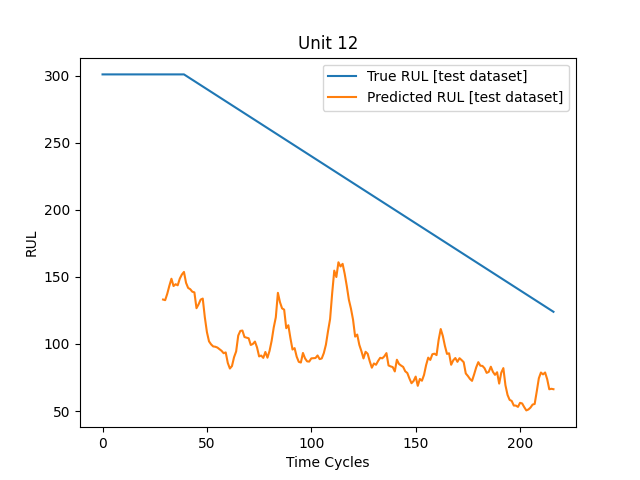 Unit 12
True RUL [test dataset]
Predicted RUL [test dataset]
300
250
200
150
100
50
RUL
0
50
100
150
200
Time Cycles